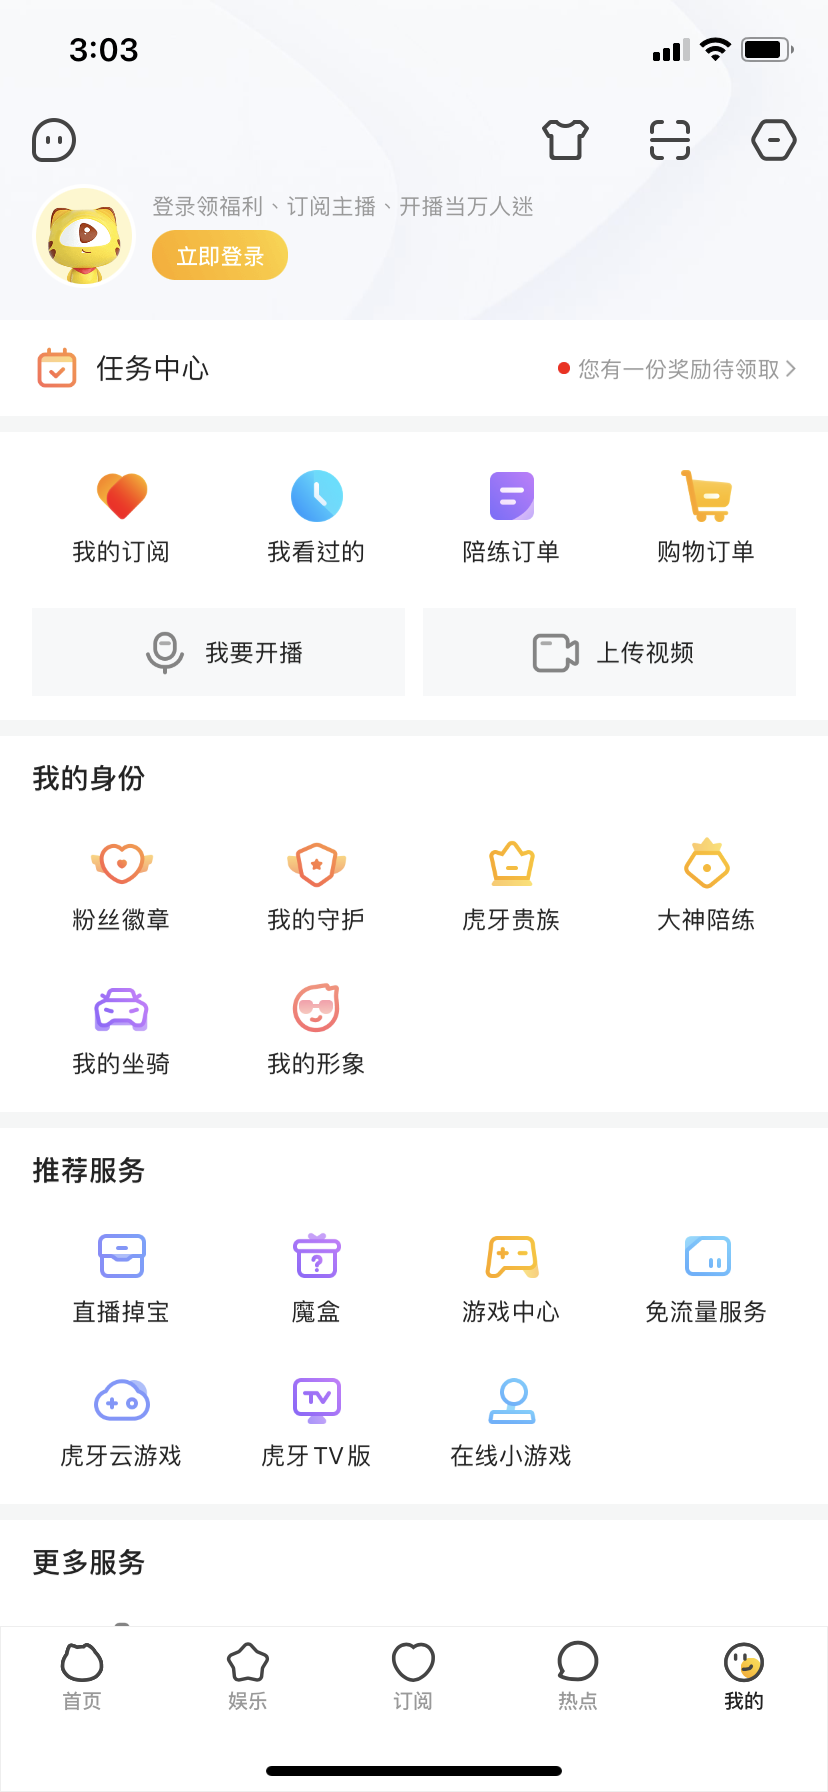 3:03
登录领福利、订阅主播、开播当万人迷
立即登录
任务中心
您有一份奖励待领取
我的订阅
我看过的
陪练订单
购物订单
我要开播
上传视频
我的身份
粉丝徽章
我的守护
虎牙贵族
大神陪练
我的坐骑
我的形象
推荐服务
直播掉宝
魔盒
游戏中心
免流量服务
TV
虎牙云游戏
虎牙TV版
在线小游戏
更多服务
首页
娱乐
订阅
热点
我的